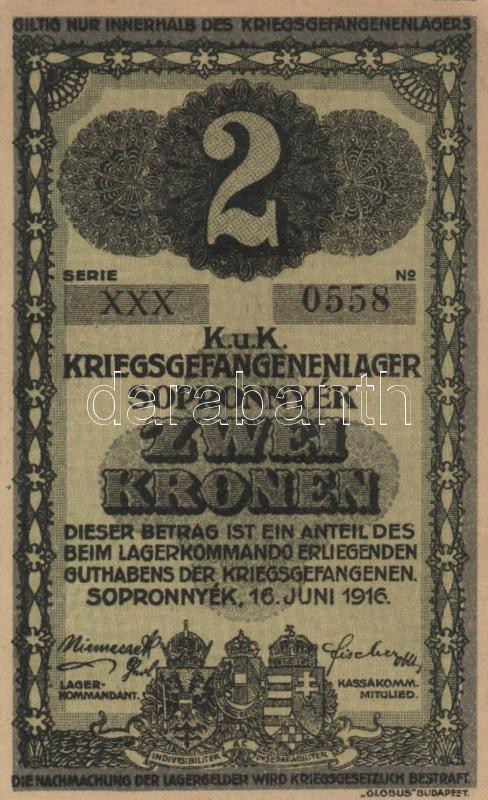 GILTIG NUR INNERHALB DES KRIEGSGEFANGENENLAGERS
2
SERIE No
XXX 0558
K.u.K.
KRIEGSGEFANGENENLAGER
SOPRONNYÉK
darabanth
ZWEI
KRONEN
DIESER BETRAG IST EIN ANTEIL DES
BEIM LAGERKOMMANDO ERLIEGENDEN
GUTHABENS DER KRIEGSGEFANGENEN.
SOPRONNYÉK, 16. JUNI 1916.
Fischer
LAGER-
KOMMANDANT.
KASSAKOMM.
MITGLIED.
INDIVISIBILITER AC INSEPARABILITER
DIE NACHMACHUNG DER LAGERGELDER WIRD KRIEGSGESETZLICH BESTRAFT.
„GLOBUS" BUDAPEST.